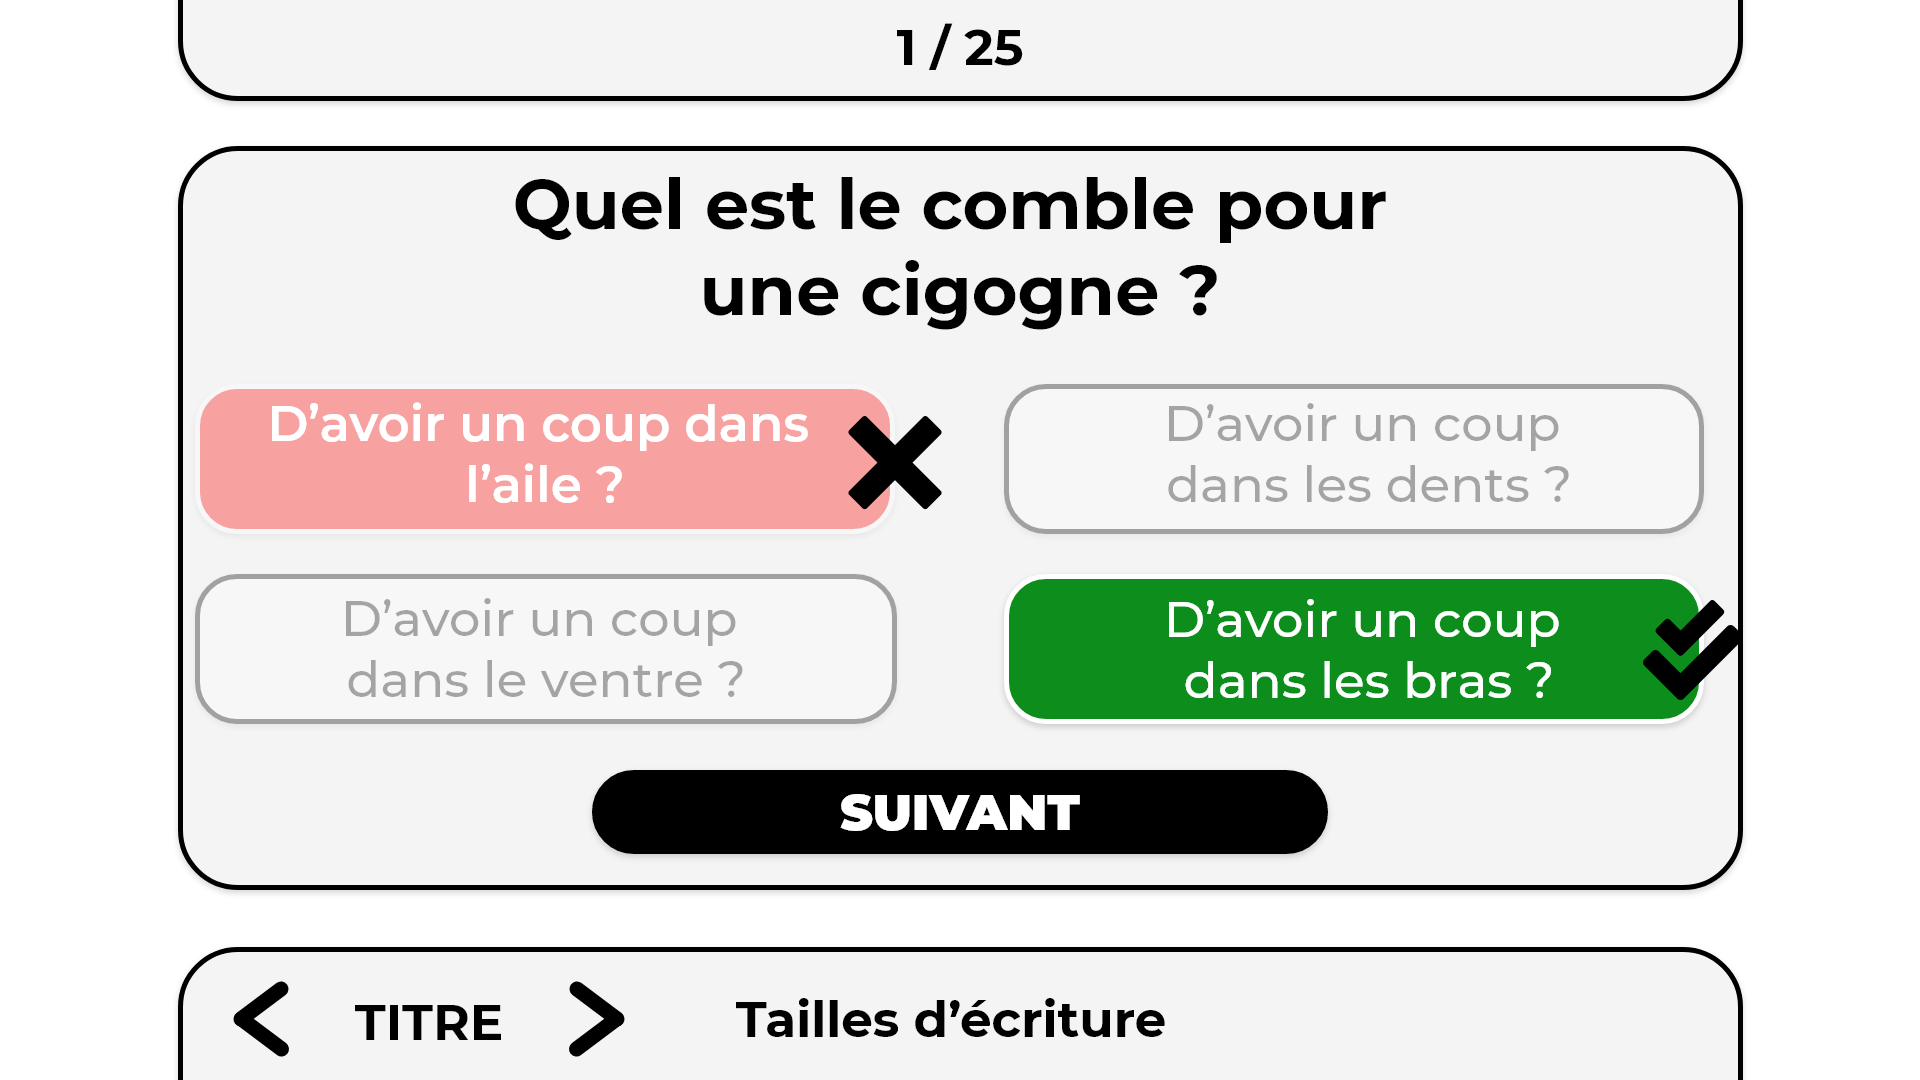 1 / 25
Quel est le comble pour
une cigogne ?
D’avoir un coup dans
l’aile ?
D’avoir un coup
dans les dents ?
D’avoir un coup
dans le ventre ?
D’avoir un coup
dans les bras ?
SUIVANT
TITRE
Tailles d’écriture